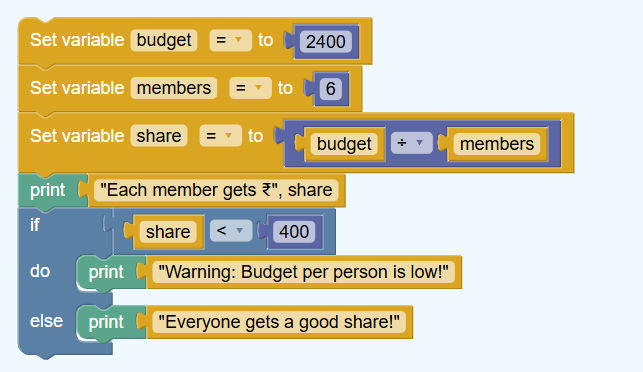 Set variable budget = to 2400
Set variable members = to 6
Set variable share = to budget ÷ members
print "Each member gets ₹", share
if share < 400
do print "Warning: Budget per person is low!"
else print "Everyone gets a good share!"